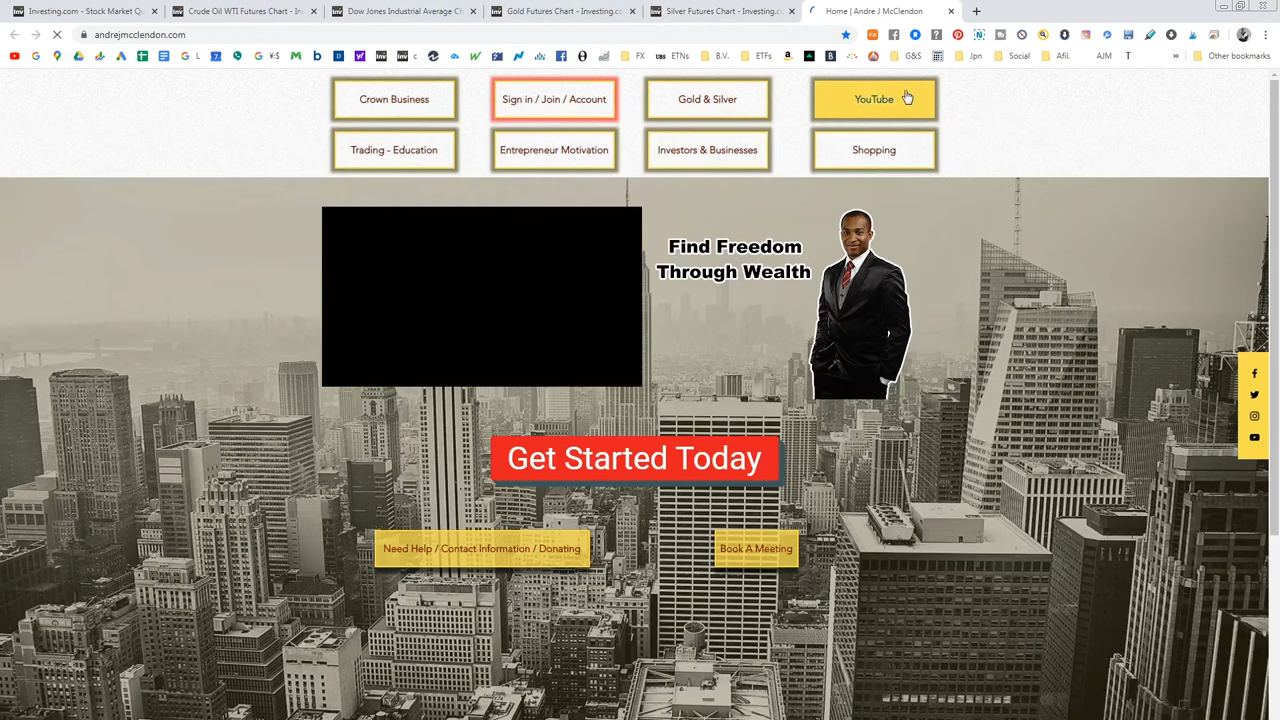 Investing.com - Stock Market Qu
Crude Oil WTI Futures Chart - Inv
Dow Jones Industrial Average Ch
Gold Futures Chart - Investing.co
Silver Futures Chart - Investing.c
Home | Andre J McClendon
andrejmcclendon.com
G L
¥:$
c
FX
UBS ETNs
B.V.
ETFs
G&S
Jpn
Social
Afil.
AJM
T
Other bookmarks
Crown Business
Sign in / Join / Account
Gold & Silver
YouTube
Trading - Education
Entrepreneur Motivation
Investors & Businesses
Shopping
Find Freedom
Through Wealth
Get Started Today
Need Help / Contact Information / Donating
Book A Meeting